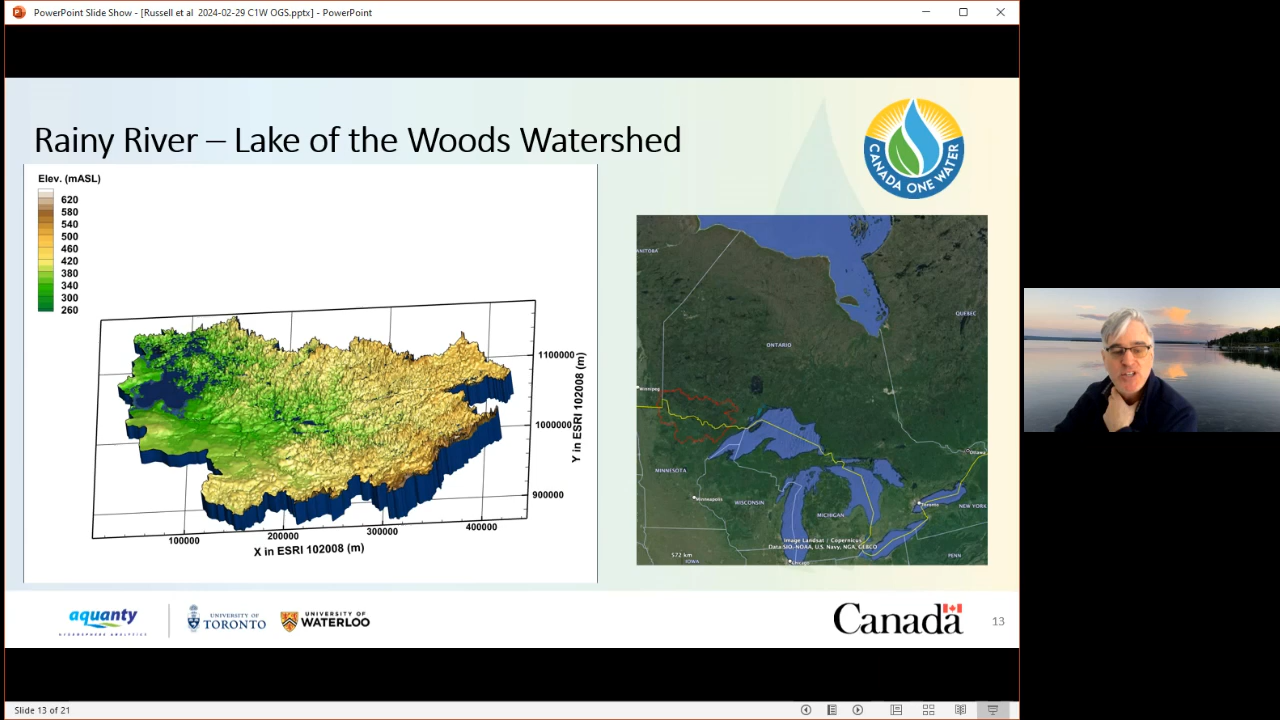 PowerPoint Slide Show - [Russell et al 2024-02-29 C1W OGS.pptx] - PowerPoint
Rainy River – Lake of the Woods Watershed
CANADA ONE WATER
Elev. (mASL)
620
580
540
500
460
420
380
340
300
260
1100000
1000000
900000
Y in ESRI 102008 (m)
100000
200000
300000
400000
X in ESRI 102008 (m)
QUEBEC
ONTARIO
Winnipeg
Ottawa
MINNESOTA
Minneapolis
WISCONSIN
MICHIGAN
Toronto
NEW YORK
Image Landsat / Copernicus
Data SIO, NOAA, U.S. Navy, NGA, GEBCO
572 km
IOWA
Chicago
PENN
aquanty
HYDROSPHERE ANALYTICS
UNIVERSITY OF
TORONTO
UNIVERSITY OF
WATERLOO
Canada
13
Slide 13 of 21